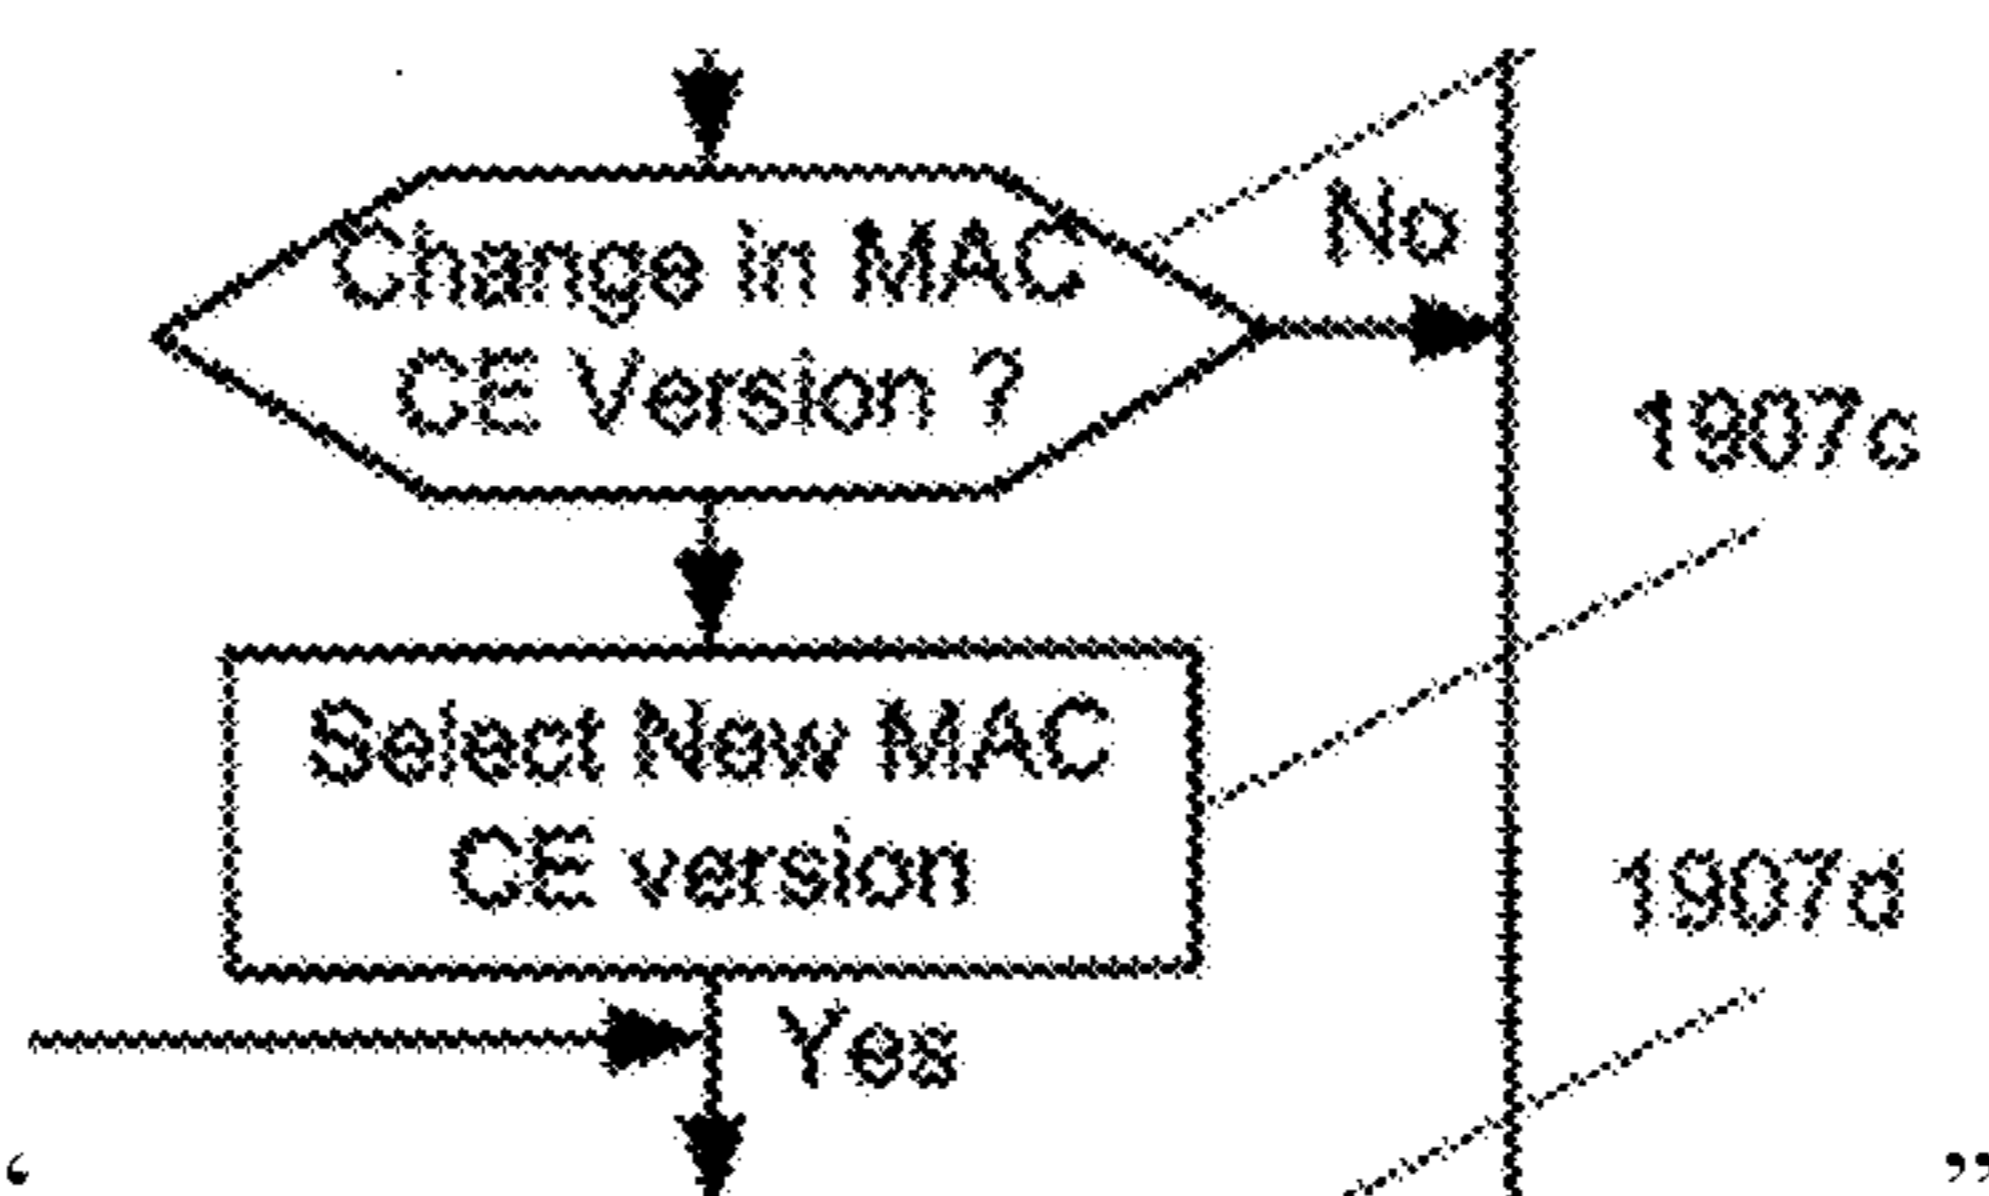 Change in MAC
CE Version ?
No
1907c
Select New MAC
CE version
1907d
Yes
‘ ”